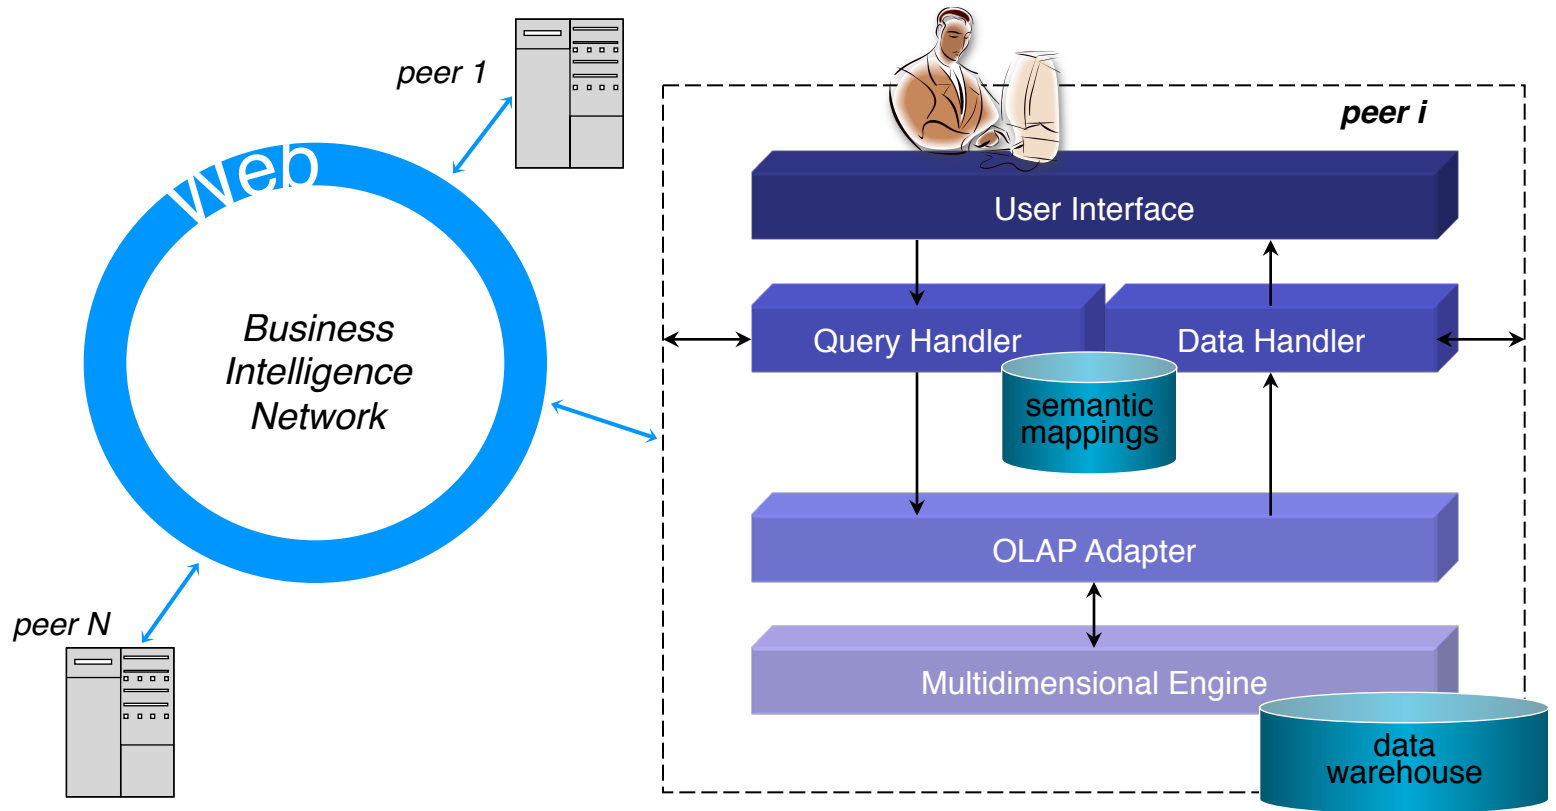 peer 1
Web
Business
Intelligence
Network
peer N
peer i
User Interface
Query Handler
Data Handler
semantic
mappings
OLAP Adapter
Multidimensional Engine
data
warehouse